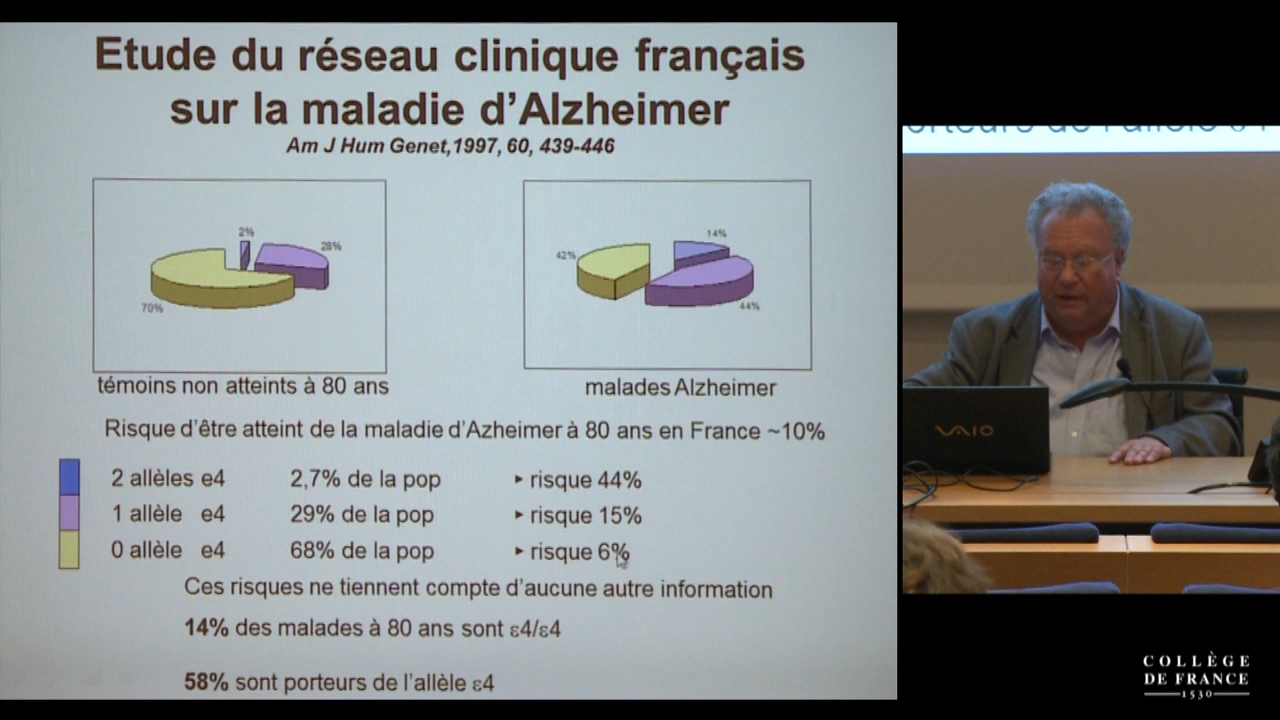 Etude du réseau clinique français
sur la maladie d’Alzheimer
Am J Hum Genet,1997, 60, 439-446
2%
28%
70%
témoins non atteints à 80 ans
14%
42%
44%
malades Alzheimer
Risque d’être atteint de la maladie d’Azheimer à 80 ans en France ~10%
2 allèles e4 2,7% de la pop ‣ risque 44%
1 allèle e4 29% de la pop ‣ risque 15%
0 allèle e4 68% de la pop ‣ risque 6%
Ces risques ne tiennent compte d’aucune autre information
14% des malades à 80 ans sont ε4/ε4
58% sont porteurs de l’allèle ε4
porteurs de l’allèle ε4
VAIO
COLLÈGE
DE FRANCE
1530